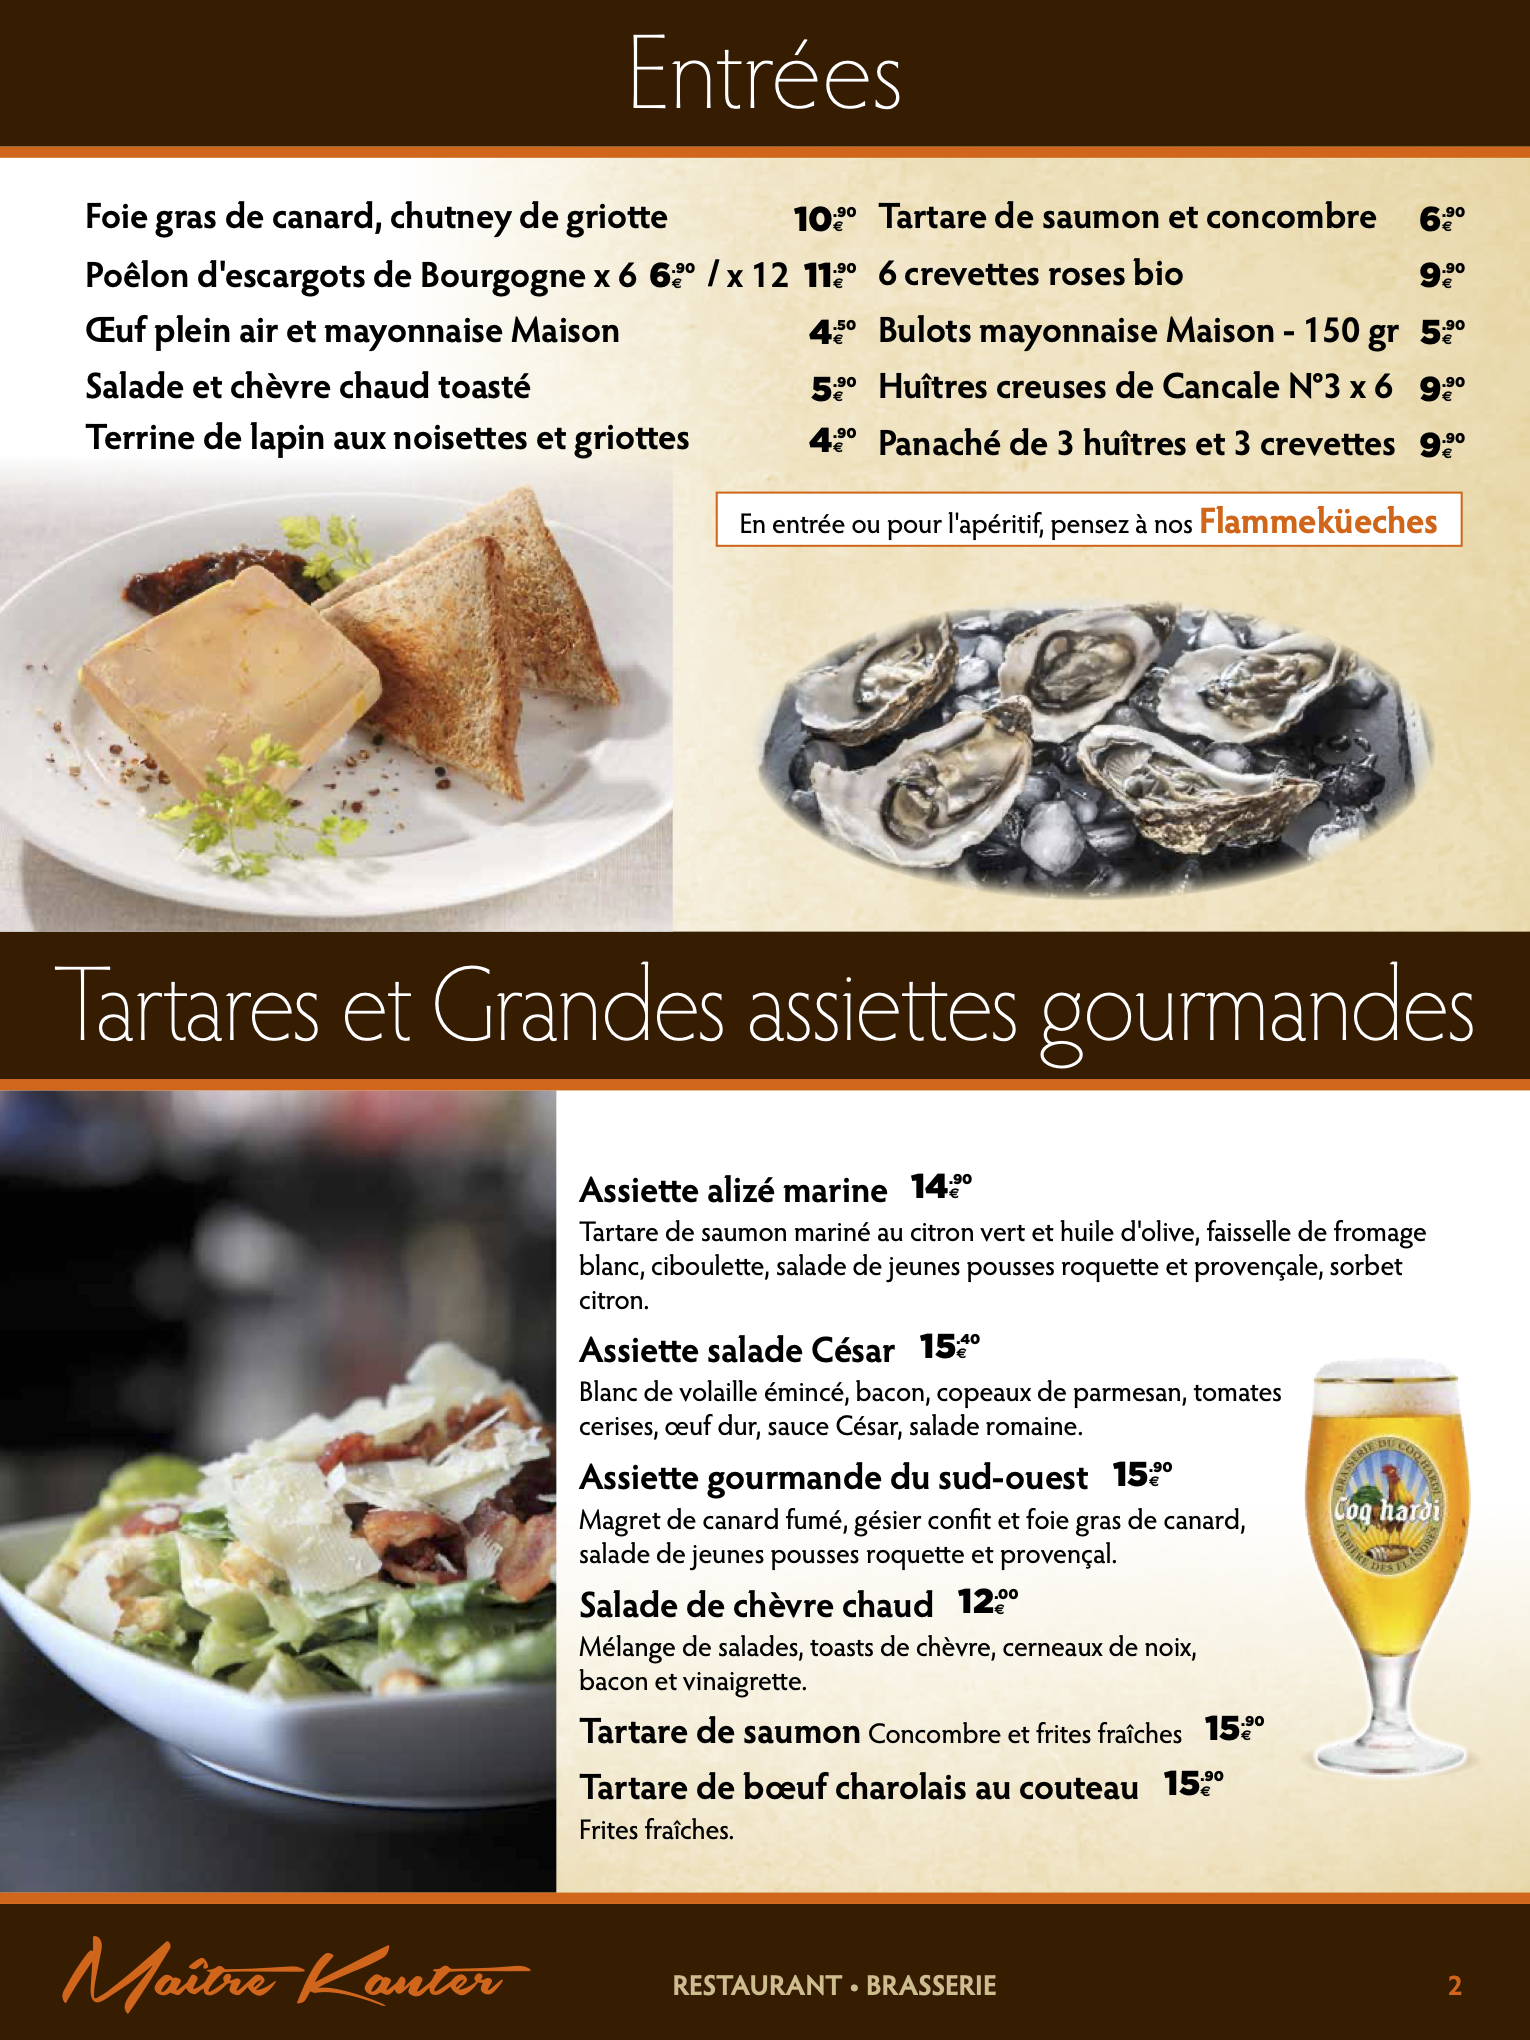 Entrées
Foie gras de canard, chutney de griotte 10.90€
Poêlon d'escargots de Bourgogne x 6 6.90€ / x 12 11.90€
Œuf plein air et mayonnaise Maison 4.50€
Salade et chèvre chaud toasté 5.90€
Terrine de lapin aux noisettes et griottes 4.90€
Tartare de saumon et concombre 6.90€
6 crevettes roses bio 9.90€
Bulots mayonnaise Maison - 150 gr 5.90€
Huîtres creuses de Cancale N°3 x 6 9.90€
Panaché de 3 huîtres et 3 crevettes 9.90€
En entrée ou pour l'apéritif, pensez à nos Flammeküeches
Tartares et Grandes assiettes gourmandes
Assiette alizé marine 14.90€
Tartare de saumon mariné au citron vert et huile d'olive, faisselle de fromage
blanc, ciboulette, salade de jeunes pousses roquette et provençale, sorbet
citron.
Assiette salade César 15.40€
Blanc de volaille émincé, bacon, copeaux de parmesan, tomates
cerises, œuf dur, sauce César, salade romaine.
Assiette gourmande du sud-ouest 15.90€
Magret de canard fumé, gésier confit et foie gras de canard,
salade de jeunes pousses roquette et provençal.
Salade de chèvre chaud 12.00€
Mélange de salades, toasts de chèvre, cerneaux de noix,
bacon et vinaigrette.
Tartare de saumon Concombre et frites fraîches 15.90€
Tartare de bœuf charolais au couteau 15.90€
Frites fraîches.
BRASSERIE DU COQ HARDI
Coq hardi
LA BIÈRE DES FLANDRES
Maître Kanter
RESTAURANT • BRASSERIE
2